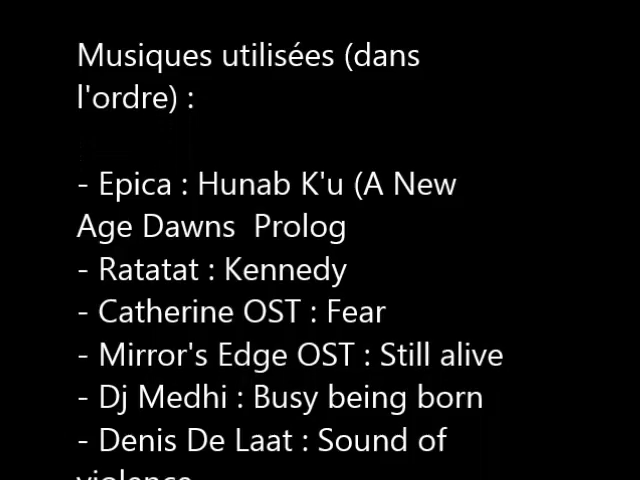 Musiques utilisées (dans
l'ordre) :
- Epica : Hunab K'u (A New
Age Dawns  Prolog
- Ratatat : Kennedy
- Catherine OST : Fear
- Mirror's Edge OST : Still alive
- Dj Medhi : Busy being born
- Denis De Laat : Sound of
violence